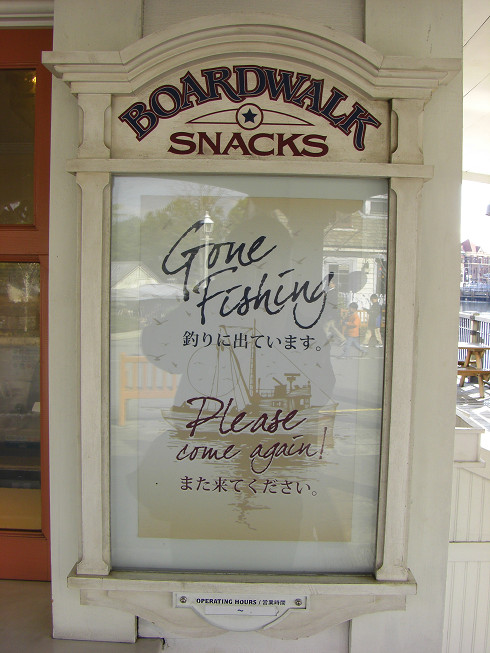 BOARDWALK
SNACKS
Gone
Fishing
釣りに出ています。
Please
come again!
また来てください。
OPERATING HOURS / 営業時間